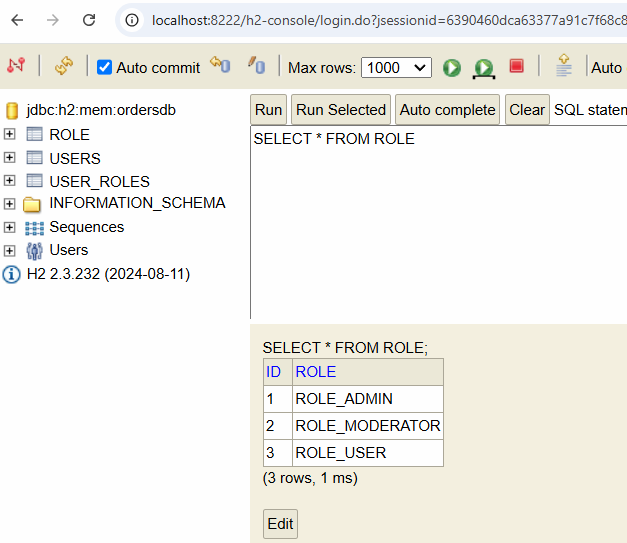 localhost:8222/h2-console/login.do?jsessionid=6390460dca63377a91c7f68c8
Auto commit Max rows: 1000 Auto
jdbc:h2:mem:ordersdb
ROLE
USERS
USER_ROLES
INFORMATION_SCHEMA
Sequences
Users
H2 2.3.232 (2024-08-11)
Run Run Selected Auto complete Clear SQL statem
SELECT * FROM ROLE
SELECT * FROM ROLE;
ID ROLE
1 ROLE_ADMIN
2 ROLE_MODERATOR
3 ROLE_USER
(3 rows, 1 ms)
Edit